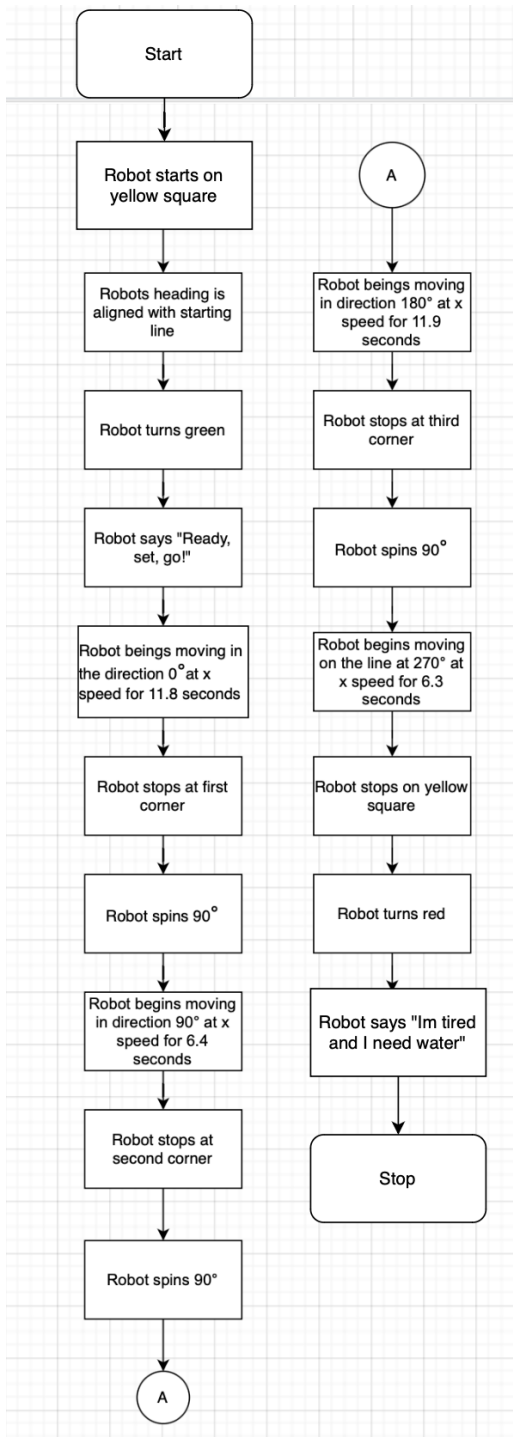 Start
Robot starts on
yellow square
Robots heading is
aligned with starting
line
Robot turns green
Robot says "Ready,
set, go!"
Robot beings moving in
the direction 0° at x
speed for 11.8 seconds
Robot stops at first
corner
Robot spins 90°
Robot begins moving
in direction 90° at x
speed for 6.4
seconds
Robot stops at
second corner
Robot spins 90°
A
A
Robot beings moving
in direction 180° at x
speed for 11.9
seconds
Robot stops at third
corner
Robot spins 90°
Robot begins moving
on the line at 270° at
x speed for 6.3
seconds
Robot stops on yellow
square
Robot turns red
Robot says "Im tired
and I need water"
Stop